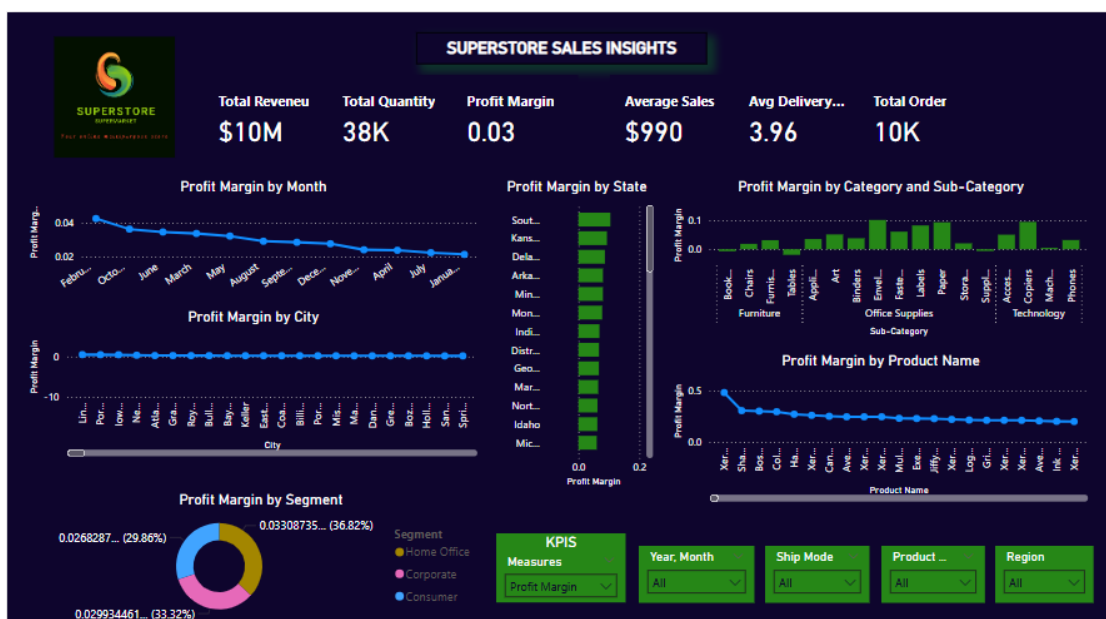 SUPERSTORE SALES INSIGHTS
SUPERSTORE
SUPERMARKET
Total Reveneu
$10M
Total Quantity
38K
Profit Margin
0.03
Average Sales
$990
Avg Delivery...
3.96
Total Order
10K
Profit Margin by Month
Profit Marg...
0.04
0.02
Febru...
Octo...
June
March
May
August
Septe...
Dece...
Nove...
April
July
Janua...
Profit Margin by City
Profit Margin
0
-10
Lin...
Por...
Iow...
Ne...
Atla...
Gra...
Roy...
Bull...
Bay...
Keller
East...
Coa...
Billi...
Por...
Mis...
Ma...
Dan...
Gre...
Boz...
Holl...
San...
Spri...
City
Profit Margin by State
Sout...
Kans...
Dela...
Arka...
Min...
Mon...
Indi...
Distr...
Geo...
Mar...
Nort...
Idaho
Mic...
0.0
0.2
Profit Margin
Profit Margin by Category and Sub-Category
Profit Margin
0.1
0.0
Book...
Chairs
Furnis...
Tables
Appli...
Art
Binders
Envel...
Faste...
Labels
Paper
Stora...
Suppl...
Acces...
Copiers
Mach...
Phones
Furniture
Office Supplies
Technology
Sub-Category
Profit Margin by Product Name
Profit Margin
0.5
0.0
Xer...
Sha...
Bos...
Col...
Ha...
Xer...
Can...
Ave...
Xer...
Xer...
Mul...
Exe...
Jiffy...
Xer...
Log...
Gri...
Xer...
Xer...
Ave...
Ink ...
Xer...
Product Name
Profit Margin by Segment
0.0268287... (29.86%)
0.03308735... (36.82%)
0.029934461... (33.32%)
Segment
Home Office
Corporate
Consumer
KPIS
Measures
Profit Margin
Year, Month
All
Ship Mode
All
Product ...
All
Region
All